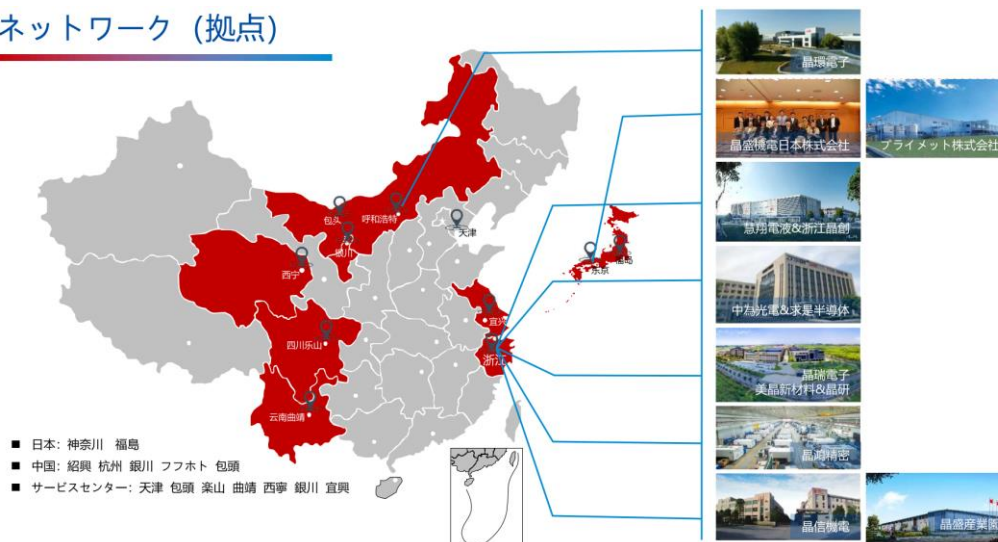 ネットワーク（拠点）
晶環電子
晶盛機電日本株式会社
プライメット株式会社
慧翔電液&浙江晶創
中為光電&求是半導体
晶瑞電子
美晶新材料&晶研
晶鴻精密
晶信機電
晶盛産業園
包头
呼和浩特
银川
天津
西宁
福島
东京
宜兴
浙江
四川乐山
云南曲靖
■ 日本：神奈川 福島
■ 中国：紹興 杭州 銀川 フフホト 包頭
■ サービスセンター：天津 包頭 楽山 曲靖 西寧 銀川 宜興